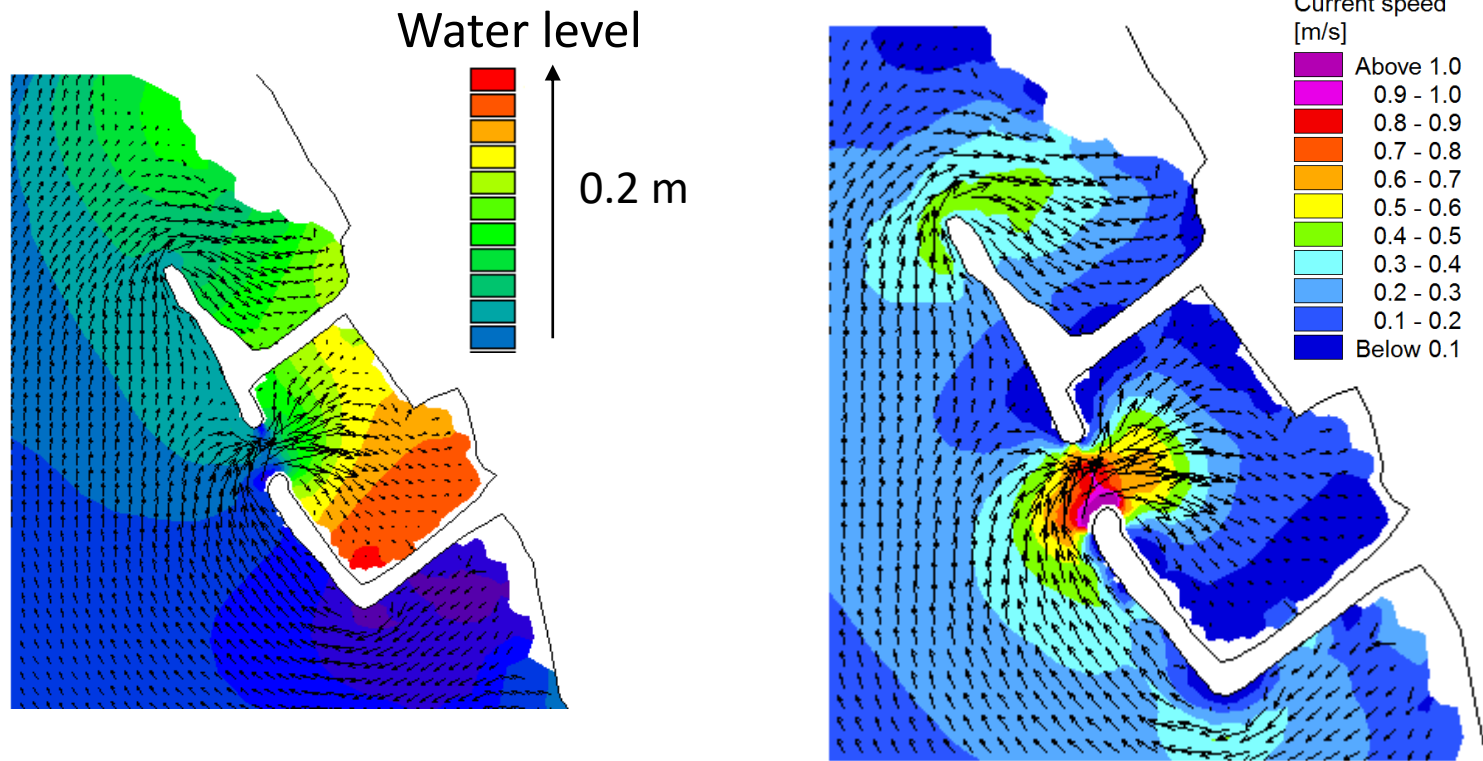 Water level
0.2 m
Current speed
[m/s]
Above 1.0
0.9 - 1.0
0.8 - 0.9
0.7 - 0.8
0.6 - 0.7
0.5 - 0.6
0.4 - 0.5
0.3 - 0.4
0.2 - 0.3
0.1 - 0.2
Below 0.1